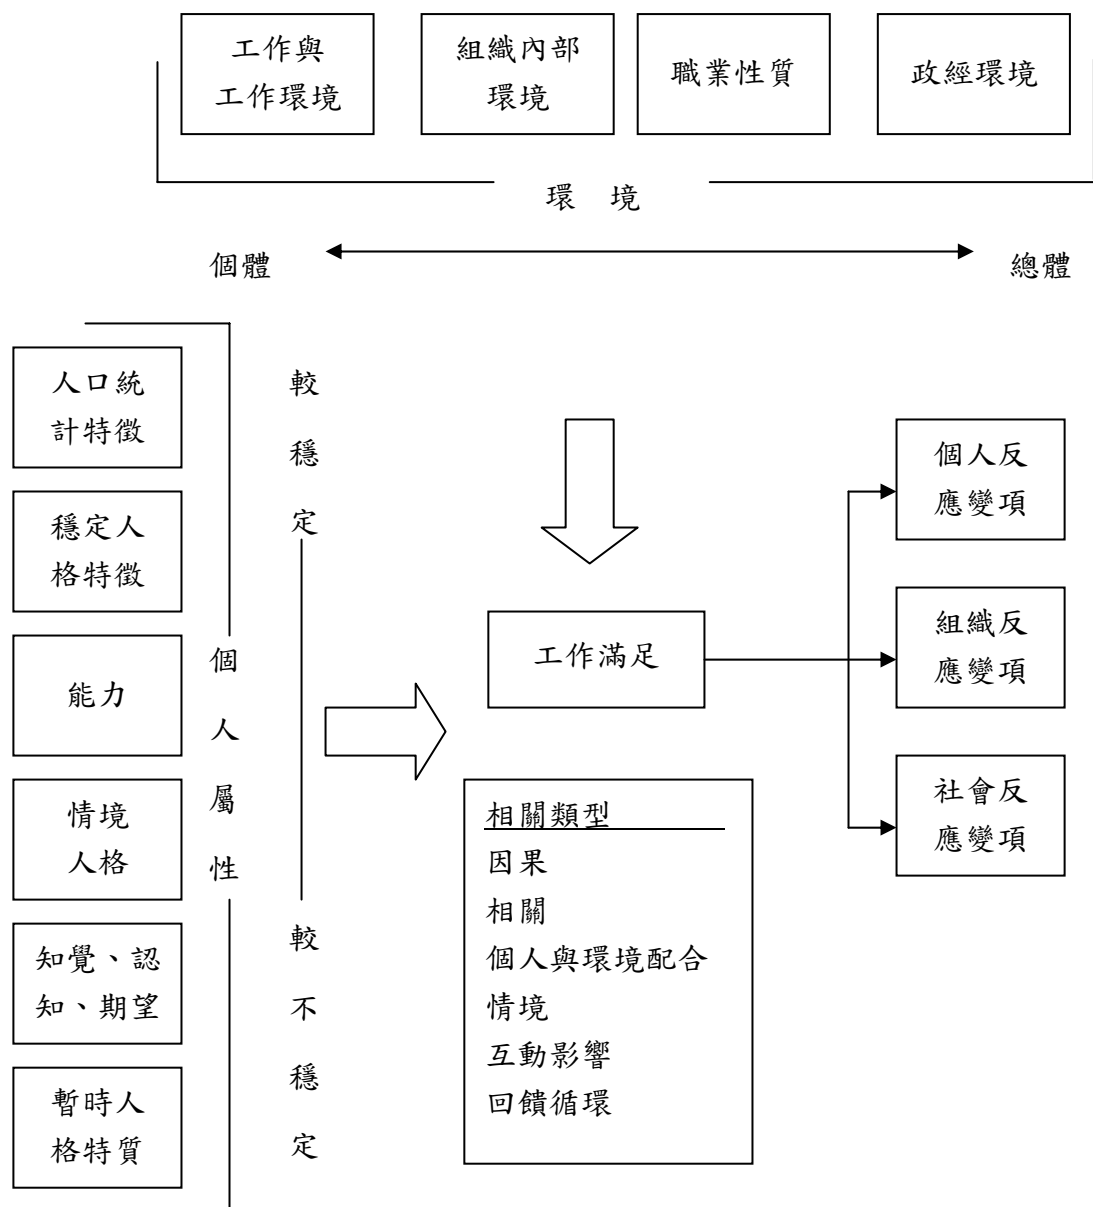 工作與
工作環境
組織內部
環境
職業性質
政經環境
環 境
個體
總體
人口統
計特徵
穩定人
格特徵
能力
情境
人格
知覺、認
知、期望
暫時人
格特質
個人屬性
較穩定
較不穩定
工作滿足
相關類型
因果
相關
個人與環境配合
情境
互動影響
回饋循環
個人反
應變項
組織反
應變項
社會反
應變項